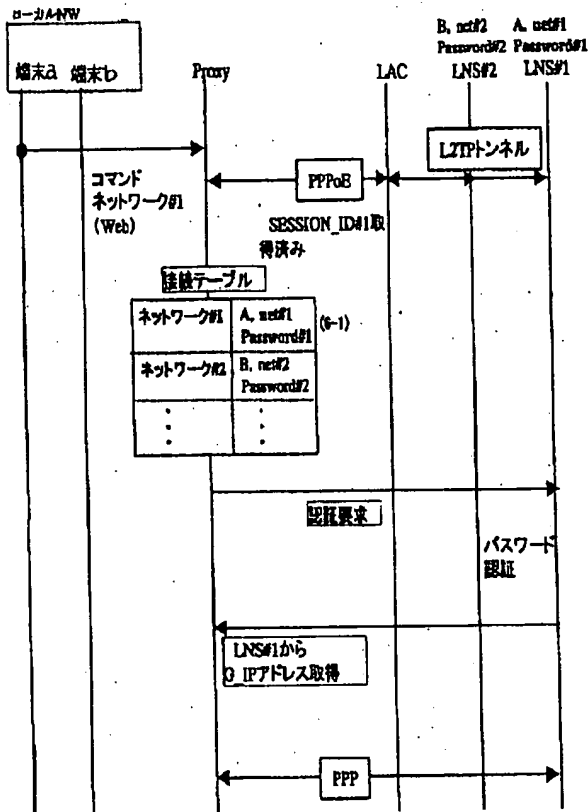 ローカルNW
端末a 端末b
Proxy
LAC
B, net#2
Password#2
LNS#2
A, net#1
Password#1
LNS#1
L2TPトンネル
コマンド
ネットワーク#1
(Web)
PPPoE
SESSION_ID#1取
得済み
接続テーブル
ネットワーク#1
A, net#1
Password#1
(6-1)
ネットワーク#2
B, net#2
Password#2
認証要求
パスワード
認証
LNS#1から
G_IPアドレス取得
PPP